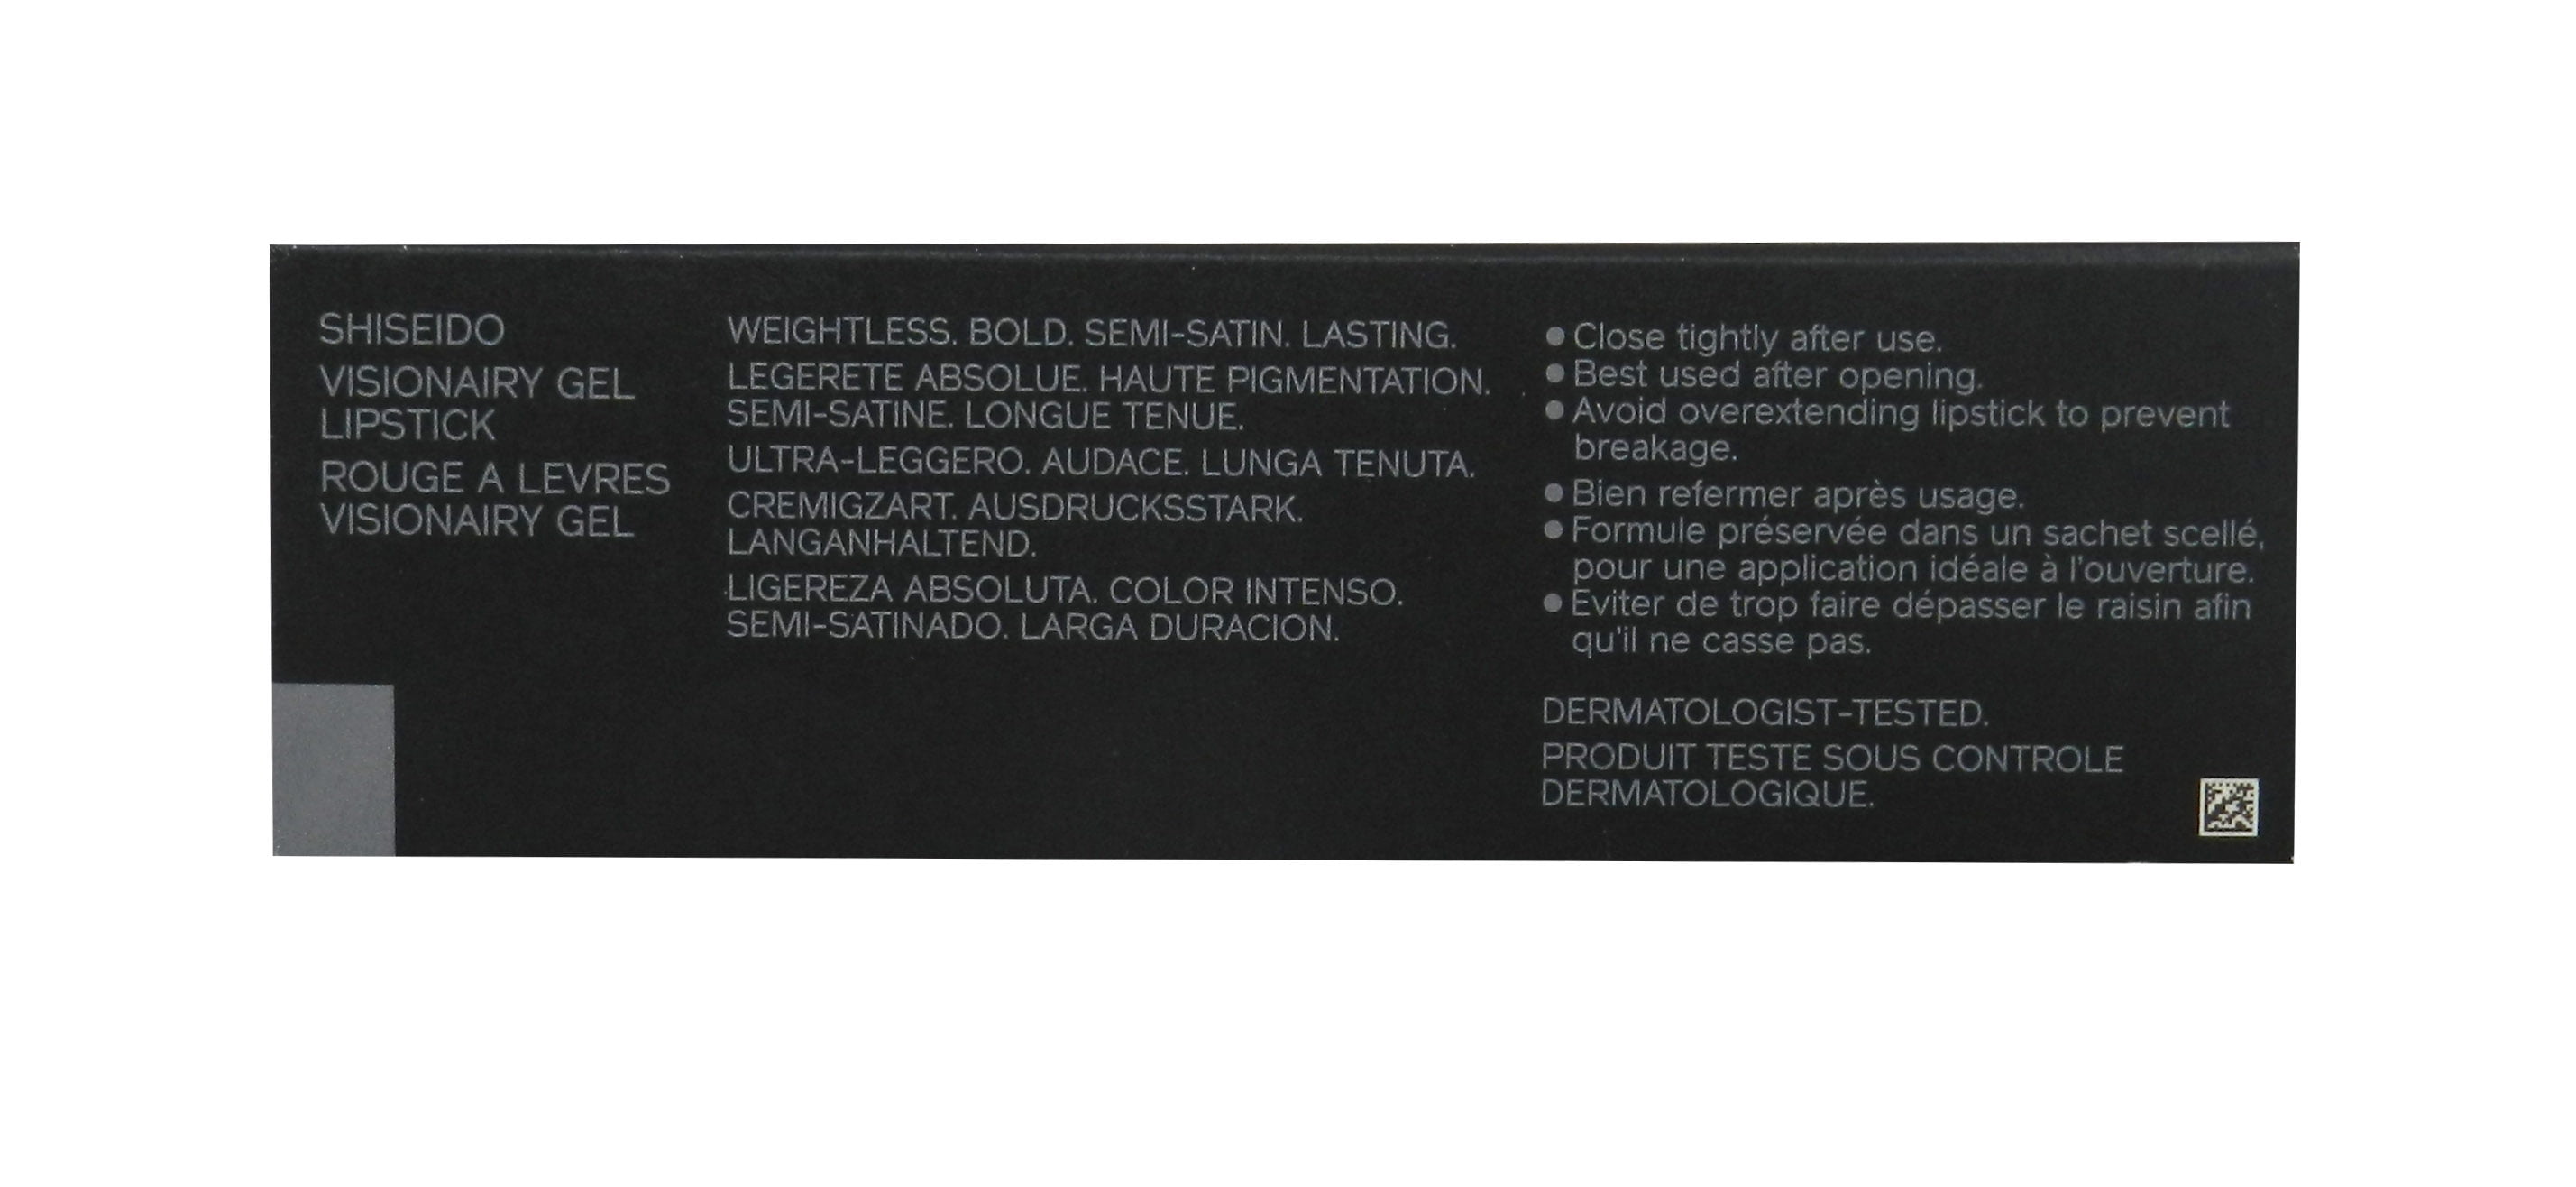 SHISEIDO
VISIONAIRY GEL
LIPSTICK
ROUGE A LEVRES
VISIONAIRY GEL
WEIGHTLESS. BOLD. SEMI-SATIN. LASTING.
LEGERETE ABSOLUE. HAUTE PIGMENTATION.
SEMI-SATINE. LONGUE TENUE.
ULTRA-LEGGERO. AUDACE. LUNGA TENUTA.
CREMIGZART. AUSDRUCKSSTARK.
LANGANHALTEND.
LIGEREZA ABSOLUTA. COLOR INTENSO.
SEMI-SATINADO. LARGA DURACION.
● Close tightly after use.
● Best used after opening.
● Avoid overextending lipstick to prevent
breakage.
● Bien refermer après usage.
● Formule préservée dans un sachet scellé,
pour une application idéale à l'ouverture.
● Eviter de trop faire dépasser le raisin afin
qu'il ne casse pas.
DERMATOLOGIST-TESTED.
PRODUIT TESTE SOUS CONTROLE
DERMATOLOGIQUE.